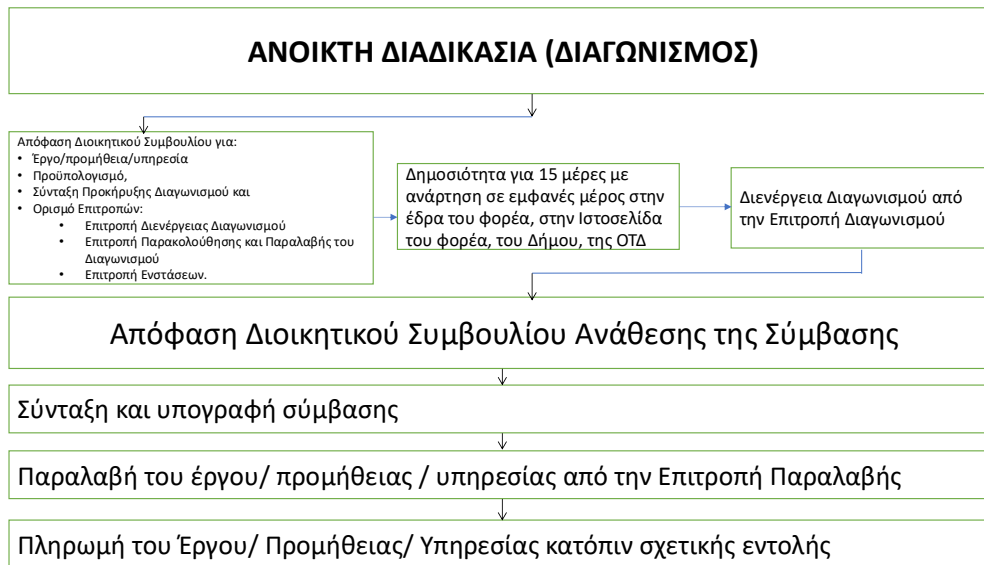 ΑΝΟΙΚΤΗ ΔΙΑΔΙΚΑΣΙΑ (ΔΙΑΓΩΝΙΣΜΟΣ)
Απόφαση Διοικητικού Συμβουλίου για:
• Έργο/προμήθεια/υπηρεσία
• Προϋπολογισμό,
• Σύνταξη Προκήρυξης Διαγωνισμού και
• Ορισμό Επιτροπών:
• Επιτροπή Διενέργειας Διαγωνισμού
• Επιτροπή Παρακολούθησης και Παραλαβής του
Διαγωνισμού
• Επιτροπή Ενστάσεων.
Δημοσιότητα για 15 μέρες με
ανάρτηση σε εμφανές μέρος στην
έδρα του φορέα, στην Ιστοσελίδα
του φορέα, του Δήμου, της ΟΤΔ
Διενέργεια Διαγωνισμού από
την Επιτροπή Διαγωνισμού
Απόφαση Διοικητικού Συμβουλίου Ανάθεσης της Σύμβασης
Σύνταξη και υπογραφή σύμβασης
Παραλαβή του έργου/ προμήθειας / υπηρεσίας από την Επιτροπή Παραλαβής
Πληρωμή του Έργου/ Προμήθειας/ Υπηρεσίας κατόπιν σχετικής εντολής